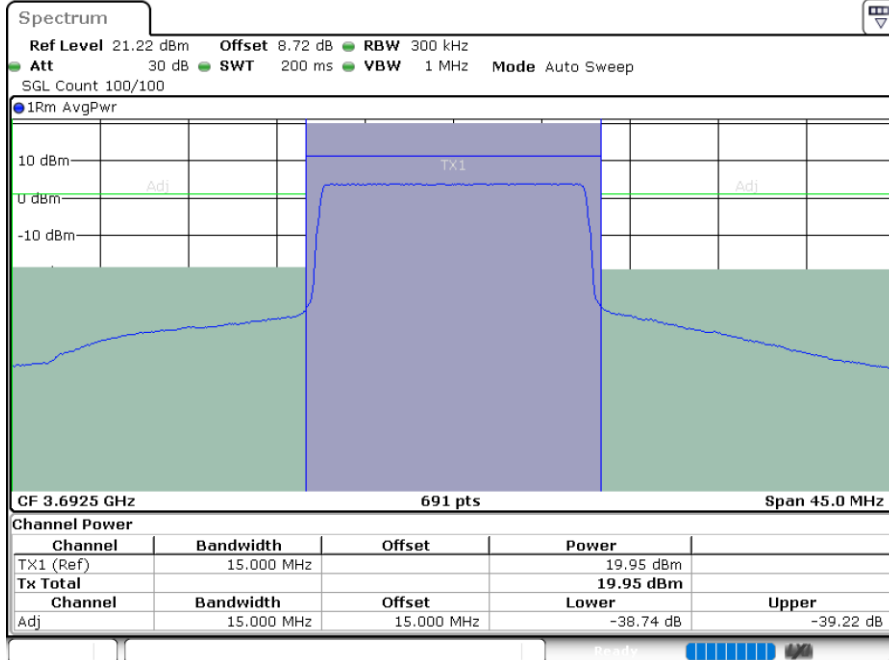 Spectrum
Ref Level 21.22 dBm Offset 8.72 dB RBW 300 kHz
Att 30 dB SWT 200 ms VBW 1 MHz Mode Auto Sweep
SGL Count 100/100
1Rm AvgPwr
10 dBm
TX1
Adj Adj
0 dBm
-10 dBm
CF 3.6925 GHz 691 pts Span 45.0 MHz
Channel Power
Channel Bandwidth Offset Power
TX1 (Ref) 15.000 MHz 19.95 dBm
Tx Total 19.95 dBm
Channel Bandwidth Offset Lower Upper
Adj 15.000 MHz 15.000 MHz -38.74 dB -39.22 dB
Ready